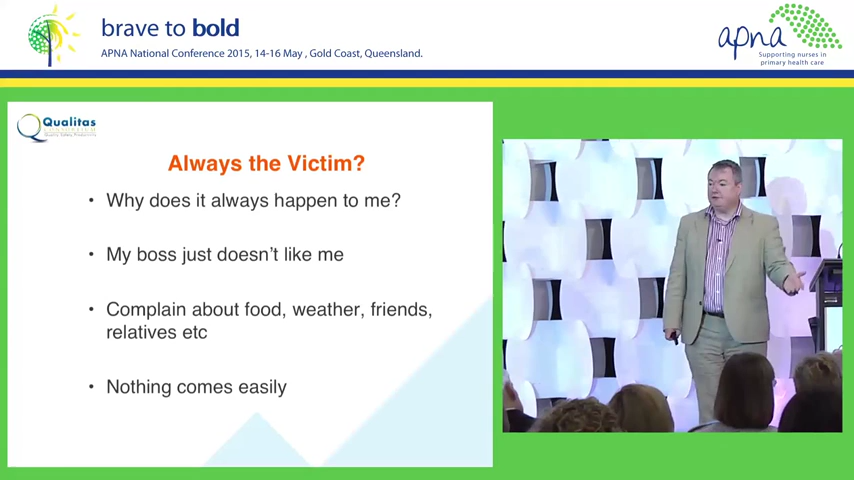 brave to bold
APNA National Conference 2015, 14-16 May , Gold Coast, Queensland.
apna
Supporting nurses in
primary health care
Qualitas
CONSORTIUM
Always the Victim?
• Why does it always happen to me?
• My boss just doesn't like me
• Complain about food, weather, friends,
relatives etc
• Nothing comes easily